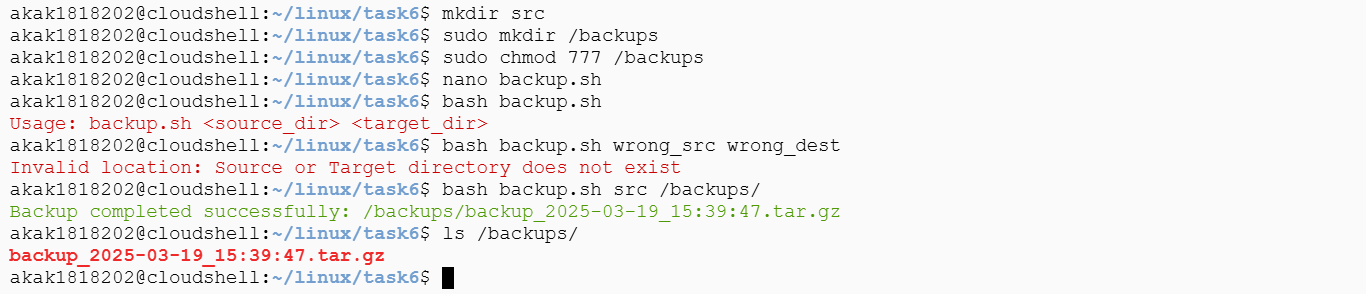 akak1818202@cloudshell:~/linux/task6$ mkdir src
akak1818202@cloudshell:~/linux/task6$ sudo mkdir /backups
akak1818202@cloudshell:~/linux/task6$ sudo chmod 777 /backups
akak1818202@cloudshell:~/linux/task6$ nano backup.sh
akak1818202@cloudshell:~/linux/task6$ bash backup.sh
Usage: backup.sh <source_dir> <target_dir>
akak1818202@cloudshell:~/linux/task6$ bash backup.sh wrong_src wrong_dest
Invalid location: Source or Target directory does not exist
akak1818202@cloudshell:~/linux/task6$ bash backup.sh src /backups/
Backup completed successfully: /backups/backup_2025-03-19_15:39:47.tar.gz
akak1818202@cloudshell:~/linux/task6$ ls /backups/
backup_2025-03-19_15:39:47.tar.gz
akak1818202@cloudshell:~/linux/task6$